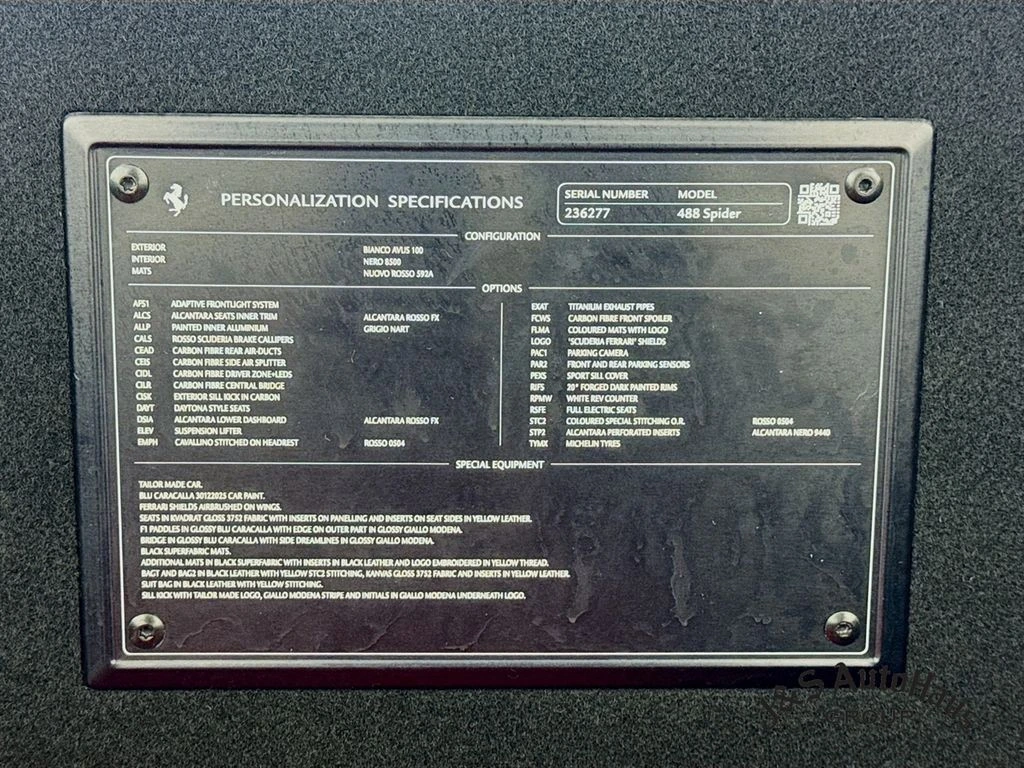 PERSONALIZATION SPECIFICATIONS
SERIAL NUMBER MODEL
236277 488 Spider
CONFIGURATION
EXTERIOR BIANCO AVUS 100
INTERIOR NERO 8500
MATS NUOVO ROSSO 592A
OPTIONS
AFS1 ADAPTIVE FRONTLIGHT SYSTEM
ALCS ALCANTARA SEATS INNER TRIM ALCANTARA ROSSO FX
ALLP PAINTED INNER ALUMINIUM GRIGIO NART
CALS ROSSO SCUDERIA BRAKE CALLIPERS
CEAD CARBON FIBRE REAR AIR-DUCTS
CEIS CARBON FIBRE SIDE AIR SPLITTER
CIDL CARBON FIBRE DRIVER ZONE+LEDS
CILR CARBON FIBRE CENTRAL BRIDGE
CISK EXTERIOR SILL KICK IN CARBON
DAYT DAYTONA STYLE SEATS
DSIA ALCANTARA LOWER DASHBOARD ALCANTARA ROSSO FX
ELEV SUSPENSION LIFTER
EMPH CAVALLINO STITCHED ON HEADREST ROSSO 0504
EXAT TITANIUM EXHAUST PIPES
FCWS CARBON FIBRE FRONT SPOILER
FLMA COLOURED MATS WITH LOGO
LOGO 'SCUDERIA FERRARI' SHIELDS
PAC1 PARKING CAMERA
PAR2 FRONT AND REAR PARKING SENSORS
PEXS SPORT SILL COVER
RIFS 20" FORGED DARK PAINTED RIMS
RPMW WHITE REV COUNTER
RSFE FULL ELECTRIC SEATS
STC2 COLOURED SPECIAL STITCHING O.R. ROSSO 0504
STP2 ALCANTARA PERFORATED INSERTS ALCANTARA NERO 9440
TYMX MICHELIN TYRES
SPECIAL EQUIPMENT
TAILOR MADE CAR.
BLU CARACALLA 30122025 CAR PAINT.
FERRARI SHIELDS AIRBRUSHED ON WINGS.
SEATS IN KVADRAT GLOSS 3752 FABRIC WITH INSERTS ON PANELLING AND INSERTS ON SEAT SIDES IN YELLOW LEATHER.
F1 PADDLES IN GLOSSY BLU CARACALLA WITH EDGE ON OUTER PART IN GLOSSY GIALLO MODENA.
BRIDGE IN GLOSSY BLU CARACALLA WITH SIDE DREAMLINES IN GLOSSY GIALLO MODENA.
BLACK SUPERFABRIC MATS.
ADDITIONAL MATS IN BLACK SUPERFABRIC WITH INSERTS IN BLACK LEATHER AND LOGO EMBROIDERED IN YELLOW THREAD.
BAGT AND BAG2 IN BLACK LEATHER WITH YELLOW STC2 STITCHING, KANVAS GLOSS 3752 FABRIC AND INSERTS IN YELLOW LEATHER.
SUIT BAG IN BLACK LEATHER WITH YELLOW STITCHING.
SILL KICK WITH TAILOR MADE LOGO, GIALLO MODENA STRIPE AND INITIALS IN GIALLO MODENA UNDERNEATH LOGO.
AutoHaus
GROUP